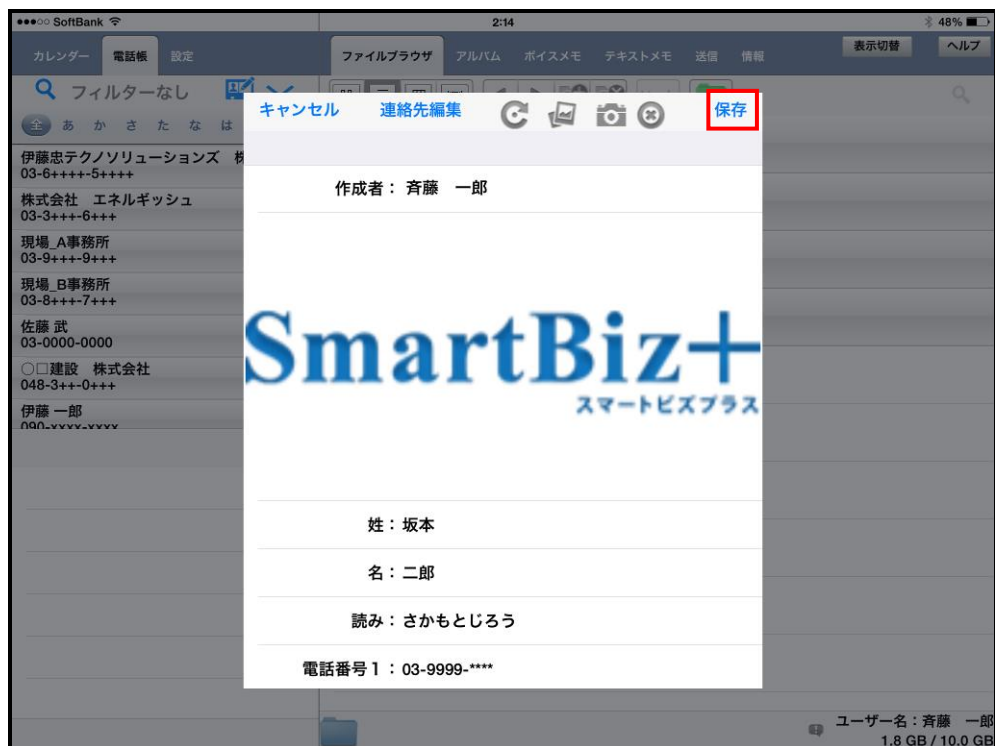 SoftBank 2:14 48%
カレンダー 電話帳 設定 ファイルブラウザ アルバム ボイスメモ テキストメモ 送信 情報 表示切替 ヘルプ
フィルターなし
全 あ か さ た な は
キャンセル 連絡先編集 保存
伊藤忠テクノソリューションズ 株
03-6++++-5++++
株式会社 エネルギッシュ
03-3+++-6+++
現場_A事務所
03-9+++-9+++
現場_B事務所
03-8+++-7+++
佐藤 武
03-0000-0000
○□建設 株式会社
048-3++-0+++
伊藤 一郎
090-xxxx-xxxx
作成者： 斉藤 一郎
SmartBiz+
スマートビズプラス
姓：坂本
名：二郎
読み：さかもとじろう
電話番号１：03-9999-****
ユーザー名：斉藤 一郎
1.8 GB / 10.0 GB